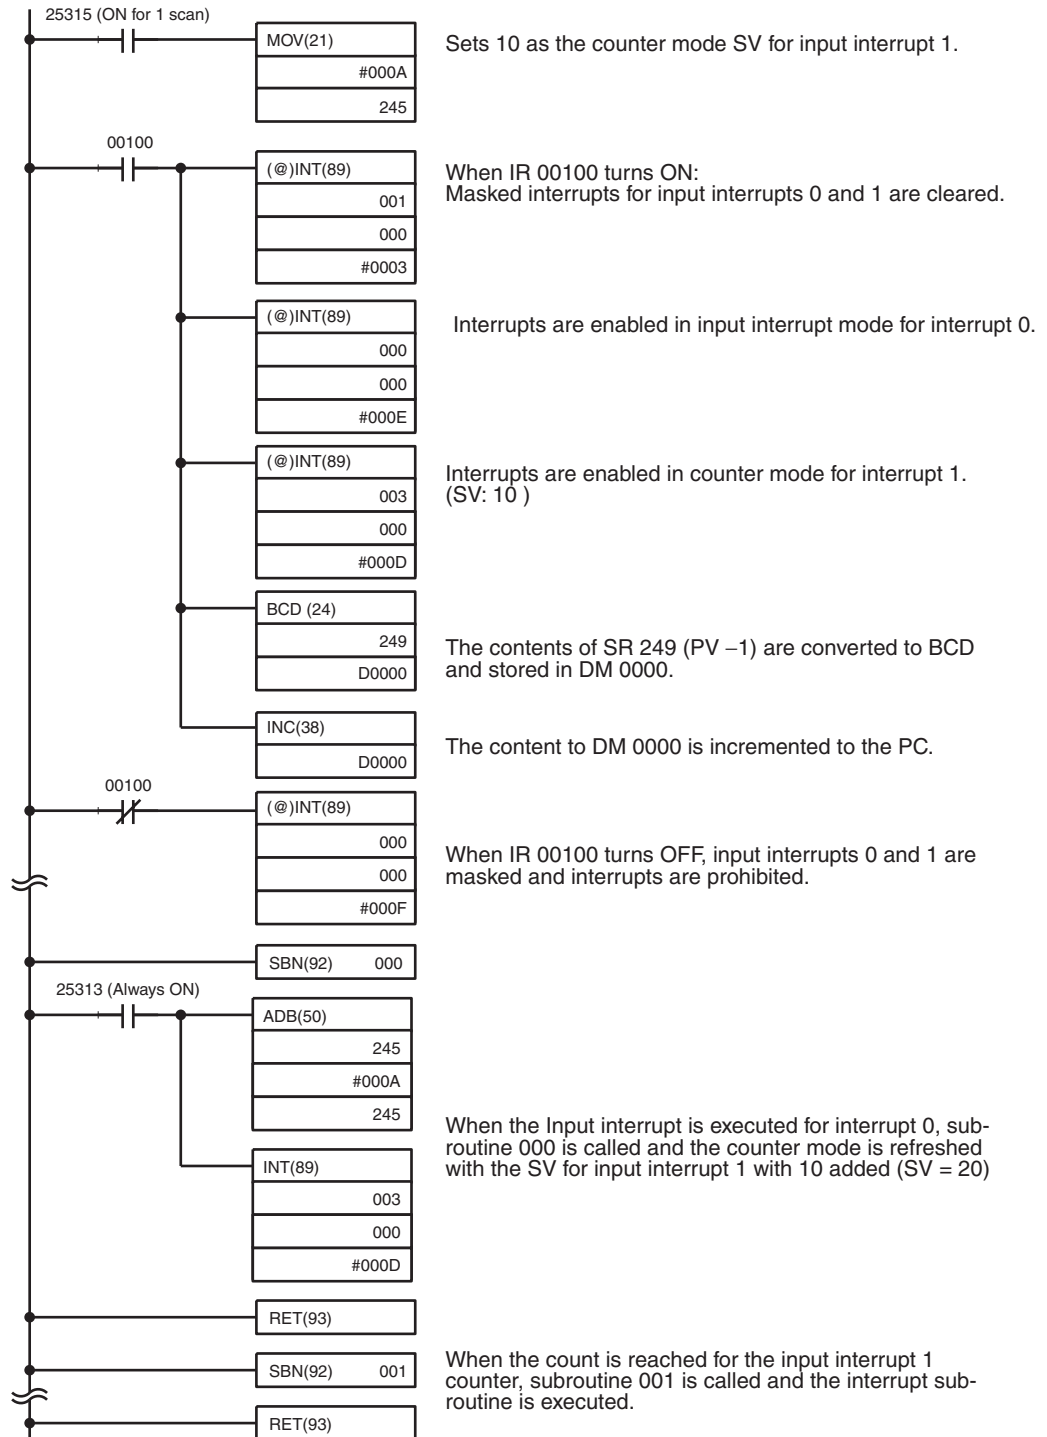 25315 (ON for 1 scan)
MOV(21)
#000A
245
Sets 10 as the counter mode SV for input interrupt 1.
00100
(@)INT(89)
001
000
#0003
When IR 00100 turns ON:
Masked interrupts for input interrupts 0 and 1 are cleared.
(@)INT(89)
000
000
#000E
Interrupts are enabled in input interrupt mode for interrupt 0.
(@)INT(89)
003
000
#000D
Interrupts are enabled in counter mode for interrupt 1.
(SV: 10 )
BCD (24)
249
D0000
The contents of SR 249 (PV −1) are converted to BCD
and stored in DM 0000.
INC(38)
D0000
The content to DM 0000 is incremented to the PC.
00100
(@)INT(89)
000
000
#000F
When IR 00100 turns OFF, input interrupts 0 and 1 are
masked and interrupts are prohibited.
SBN(92) 000
25313 (Always ON)
ADB(50)
245
#000A
245
INT(89)
003
000
#000D
When the Input interrupt is executed for interrupt 0, sub-
routine 000 is called and the counter mode is refreshed
with the SV for input interrupt 1 with 10 added (SV = 20)
RET(93)
SBN(92) 001
When the count is reached for the input interrupt 1
counter, subroutine 001 is called and the interrupt sub-
routine is executed.
RET(93)